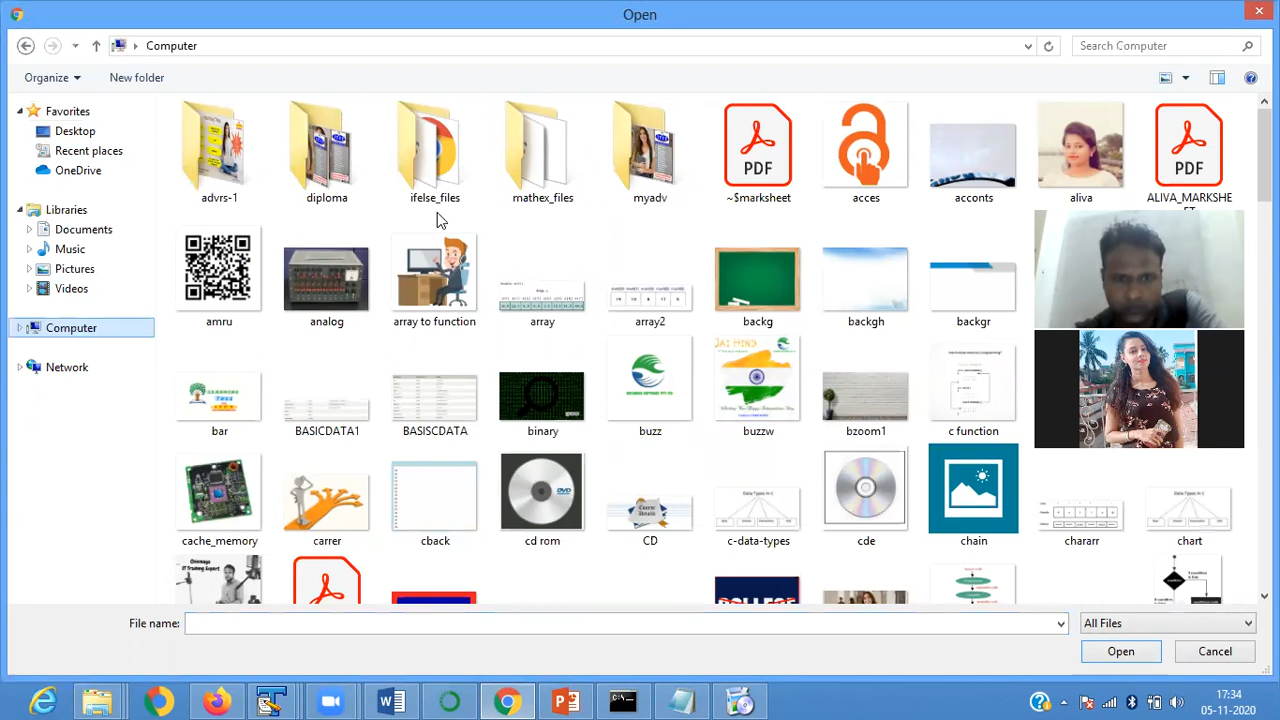 Open
Computer
Search Computer
Organize
New folder
Favorites
Desktop
Recent places
OneDrive
Libraries
Documents
Music
Pictures
Videos
Computer
Network
PDF
PDF
advrs-1
diploma
ifelse_files
mathex_files
myadv
~$marksheet
acces
acconts
aliva
ALIVA_MARKSHE
amru
analog
array to function
array
array2
backg
backgh
backgr
JAI HIND
bar
BASICDATA1
BASISCDATA
binary
buzz
buzzw
bzoom1
c function
cache_memory
carrer
cback
cd rom
CD
c-data-types
cde
chain
chararr
chart
File name:
All Files
Open
Cancel
17:34
05-11-2020